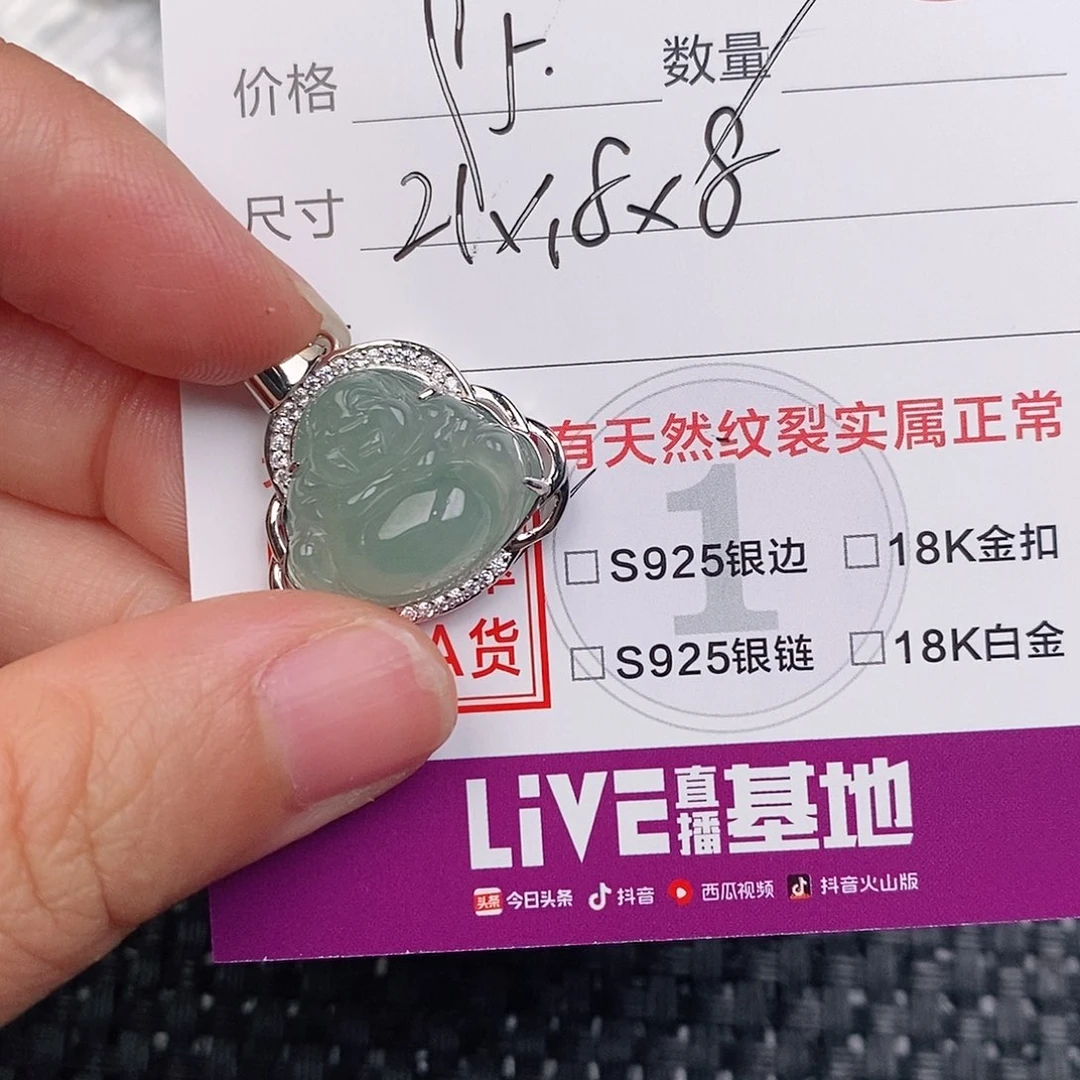 价格 数量
尺寸 21x18x8
有天然纹裂实属正常
1
S925银边 18K金扣
A货
S925银链 18K白金
LiVE直播基地
头条 今日头条 抖音 西瓜视频 抖音火山版